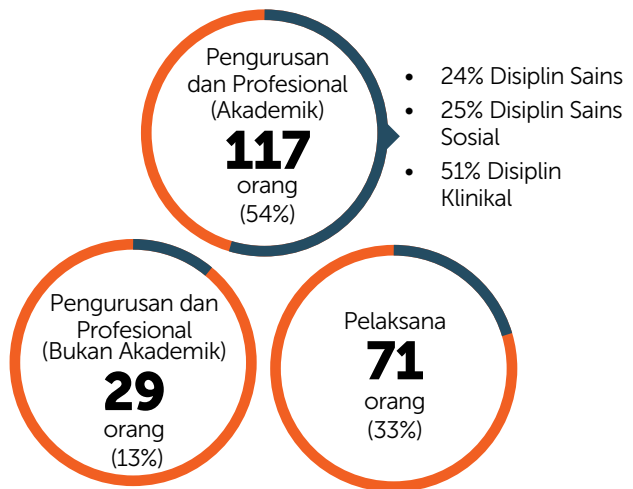 Pengurusan
dan Profesional
(Akademik)
117
orang
(54%)
• 24% Disiplin Sains
• 25% Disiplin Sains
Sosial
• 51% Disiplin
Klinikal
Pengurusan dan
Profesional
(Bukan Akademik)
29
orang
(13%)
Pelaksana
71
orang
(33%)